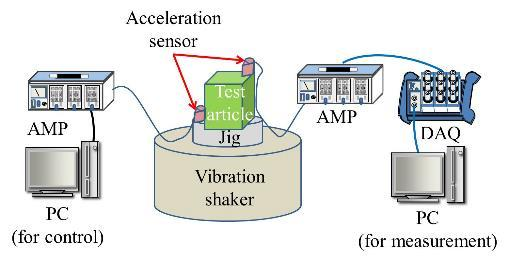 Acceleration
sensor
Test
article
Jig
AMP
AMP
DAQ
Vibration
shaker
PC
(for control)
PC
(for measurement)